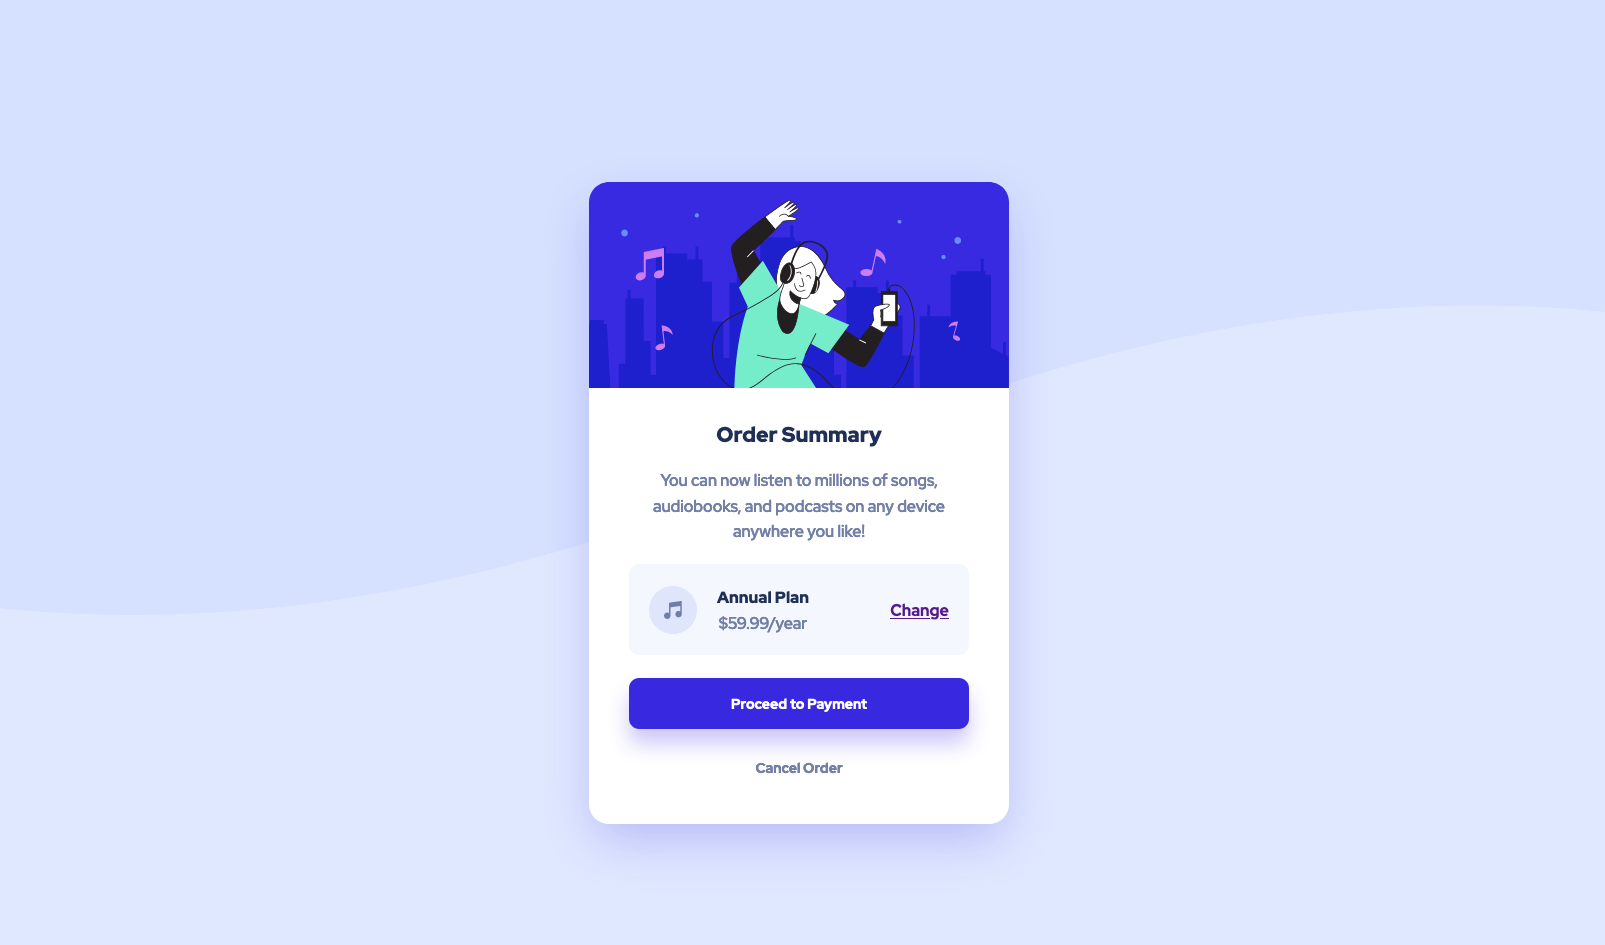 Order Summary
You can now listen to millions of songs,
audiobooks, and podcasts on any device
anywhere you like!
Annual Plan
$59.99/year
Change
Proceed to Payment
Cancel Order